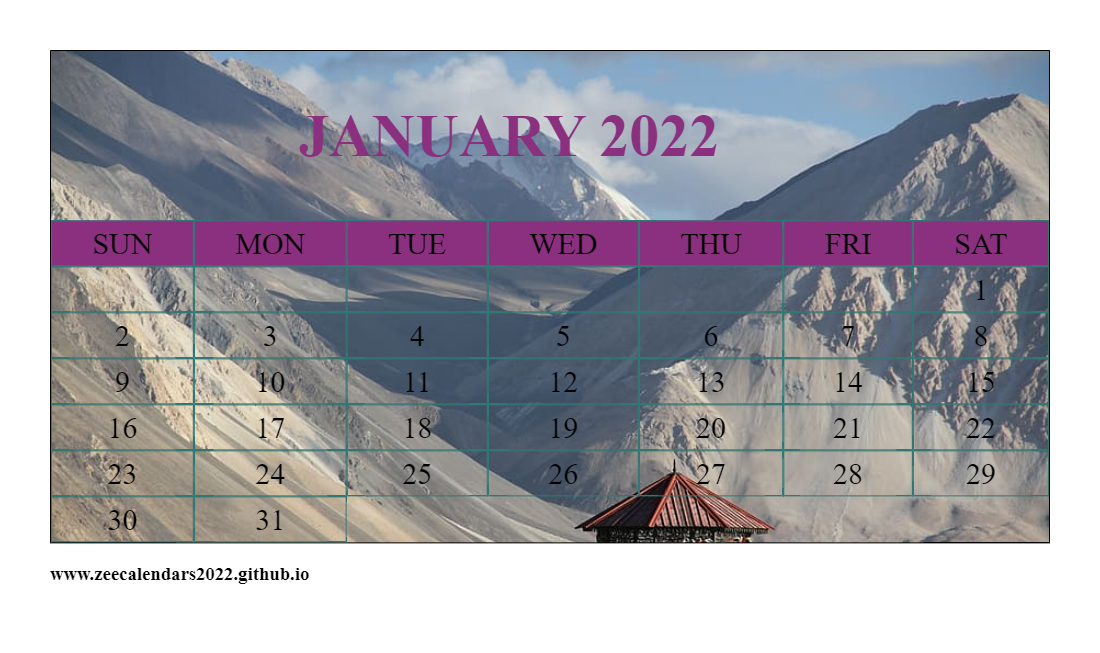 JANUARY 2022
SUN MON TUE WED THU FRI SAT
1
2 3 4 5 6 7 8
9 10 11 12 13 14 15
16 17 18 19 20 21 22
23 24 25 26 27 28 29
30 31
www.zeecalendars2022.github.io